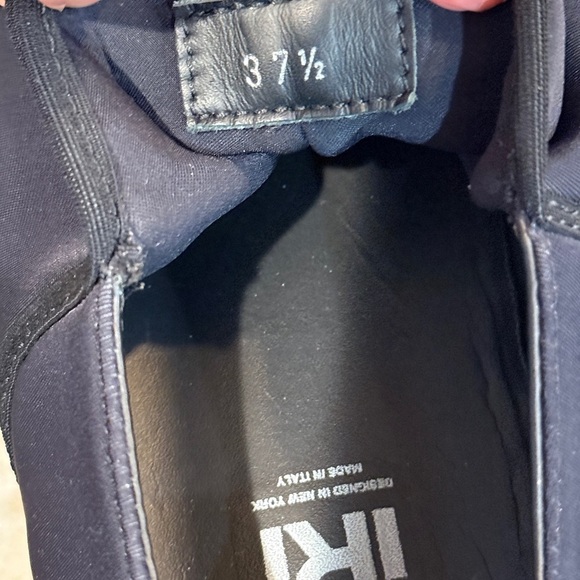 37½
DESIGNED IN NEW YORK
MADE IN ITALY